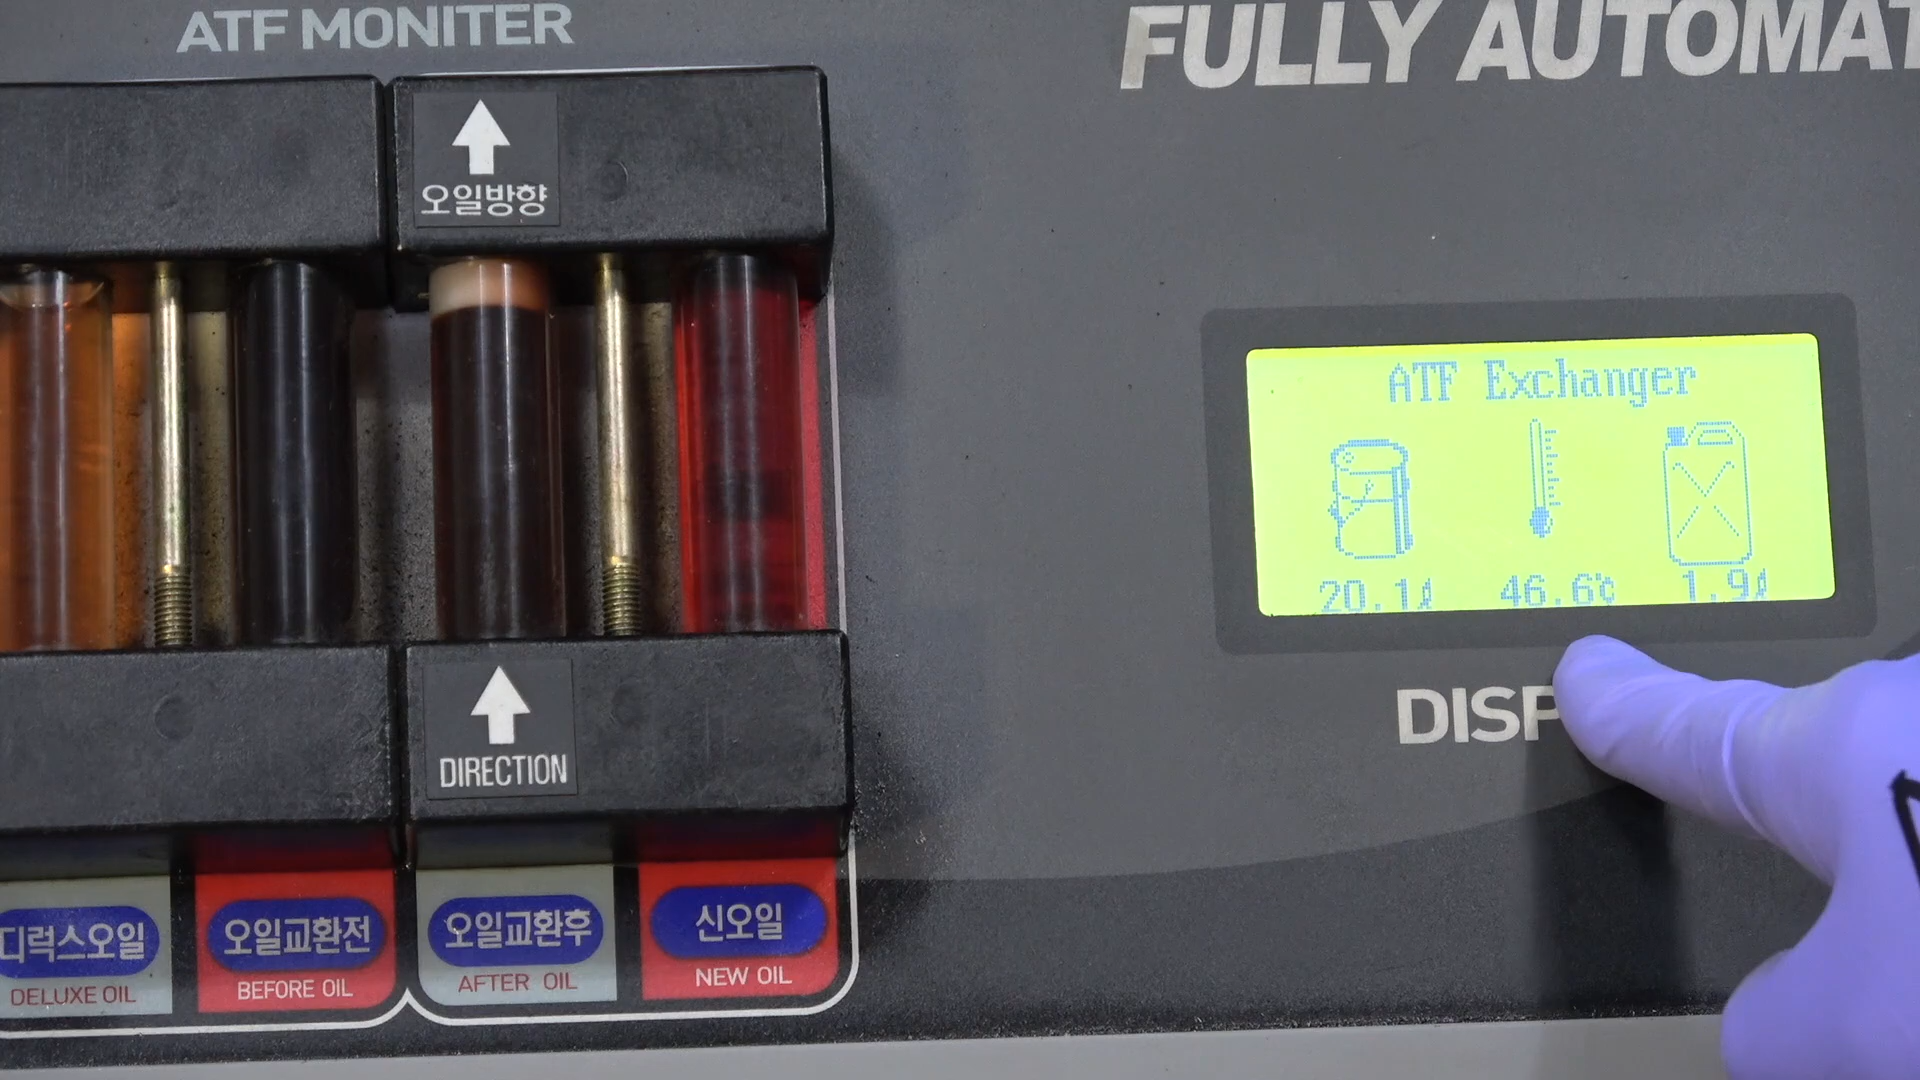 ATF MONITER
FULLY AUTOMAT
오일방향
ATF Exchanger
20.1ℓ 46.6℃ 1.9ℓ
DISP
DIRECTION
디럭스오일
DELUXE OIL
오일교환전
BEFORE OIL
오일교환후
AFTER OIL
신오일
NEW OIL